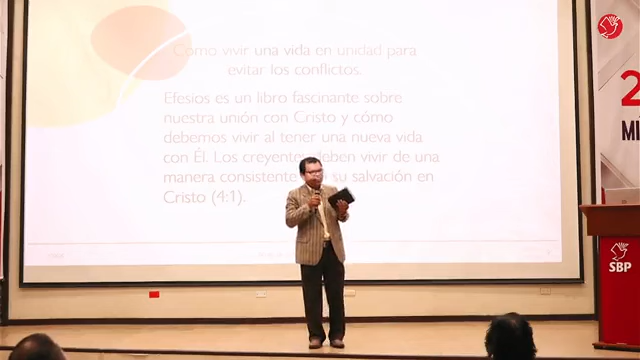 Cómo vivir una vida en unidad para
evitar los conflictos.
Efesios es un libro fascinante sobre
nuestra unión con Cristo y cómo
debemos vivir al tener una nueva vida
con Él. Los creyentes deben vivir de una
manera consistente su salvación en
Cristo (4:1).
2
MI
SBP